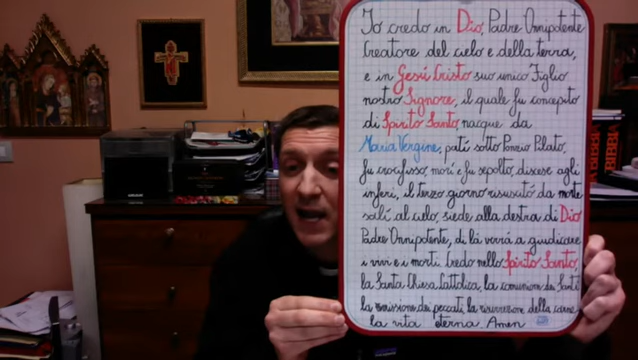 Io credo in Dio, Padre Onnipotente
Creatore del cielo e della terra,
e in Gesù Cristo suo unico Figlio
nostro Signore, il quale fu concepito
di Spirito Santo, nacque da
Maria Vergine, patì sotto Ponzio Pilato,
fu crocifisso, morì e fu sepolto, discese agli
inferi, il terzo giorno risuscitò da morte
salì al cielo, siede alla destra di Dio
Padre Onnipotente, di là verrà a giudicare
i vivi e i morti. Credo nello Spirito Santo,
la Santa Chiesa Cattolica, la comunione dei Santi
la remissione dei peccati, la risurrezione della carne
la vita eterna. Amen
LA BIBBIA